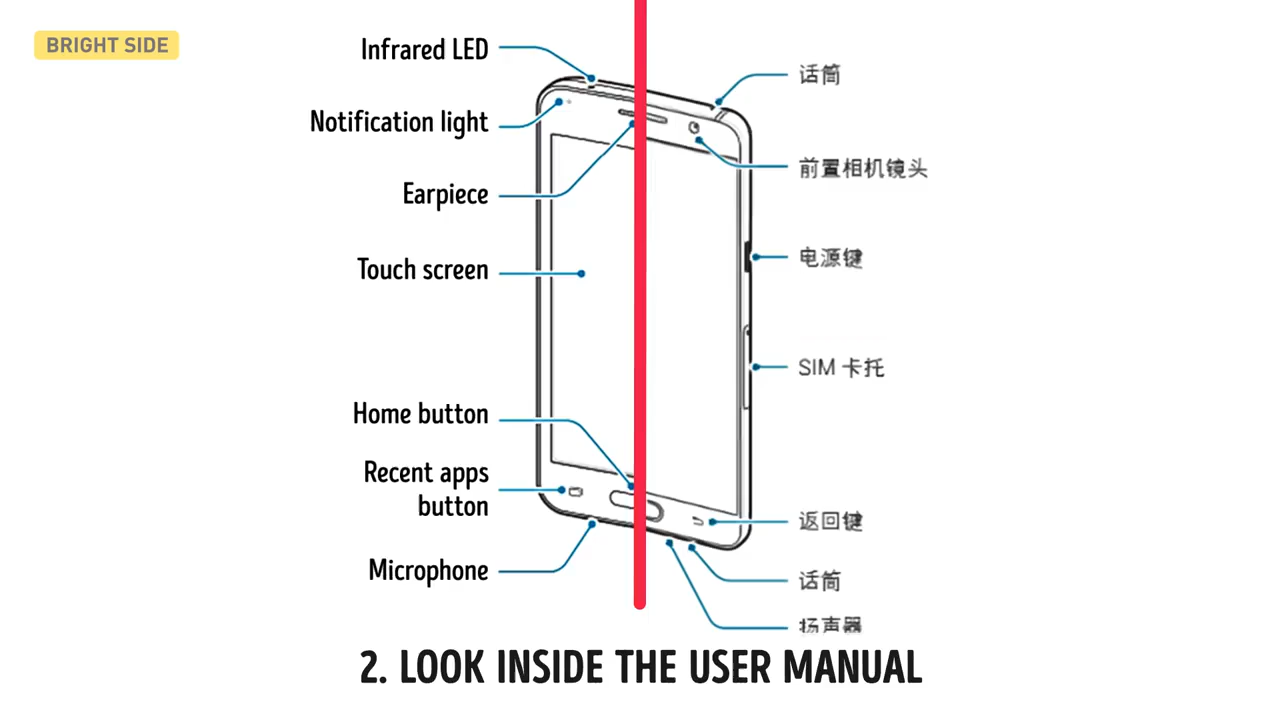 BRIGHT SIDE
Infrared LED
Notification light
Earpiece
Touch screen
Home button
Recent apps
button
Microphone
话筒
前置相机镜头
电源键
SIM 卡托
返回键
话筒
扬声器
2. LOOK INSIDE THE USER MANUAL